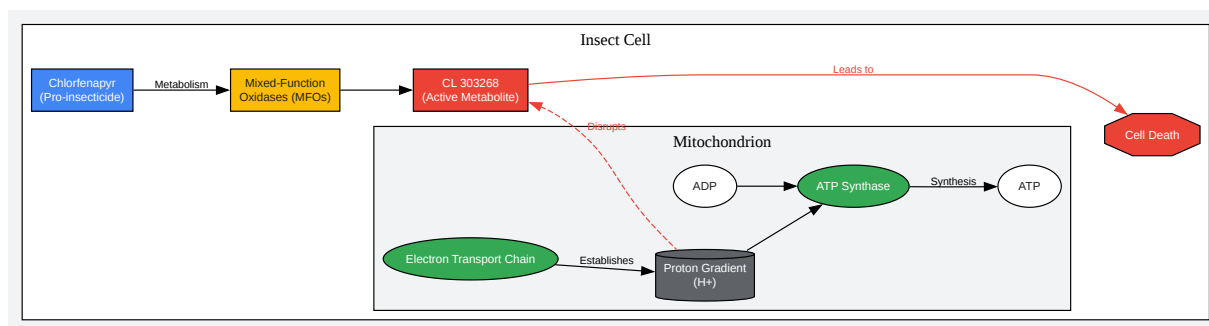 Insect Cell
Chlorfenapyr
(Pro-insecticide)
Metabolism
Mixed-Function
Oxidases (MFOs)
CL 303268
(Active Metabolite)
Leads to
Cell Death
Disrupts
Mitochondrion
ADP
ATP Synthase
Synthesis
ATP
Electron Transport Chain
Establishes
Proton Gradient
(H+)